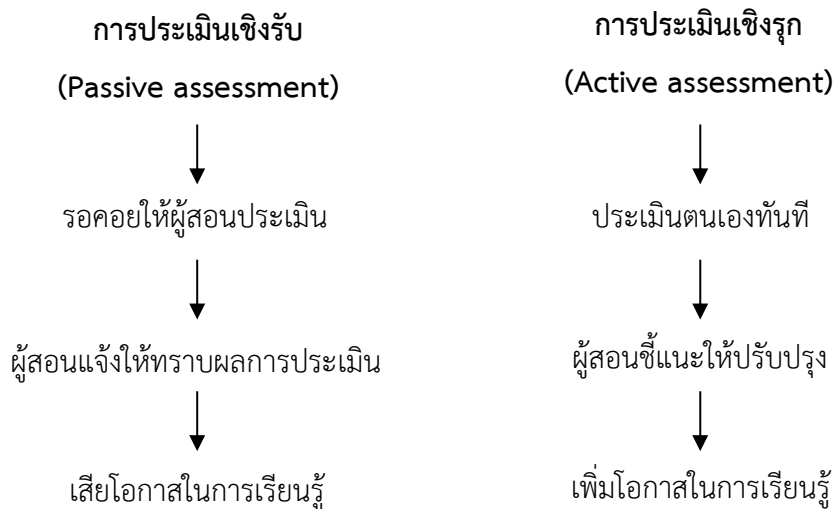 การประเมินเชิงรับ
(Passive assessment)
รอคอยให้ผู้สอนประเมิน
ผู้สอนแจ้งให้ทราบผลการประเมิน
เสียโอกาสในการเรียนรู้
การประเมินเชิงรุก
(Active assessment)
ประเมินตนเองทันที
ผู้สอนชี้แนะให้ปรับปรุง
เพิ่มโอกาสในการเรียนรู้